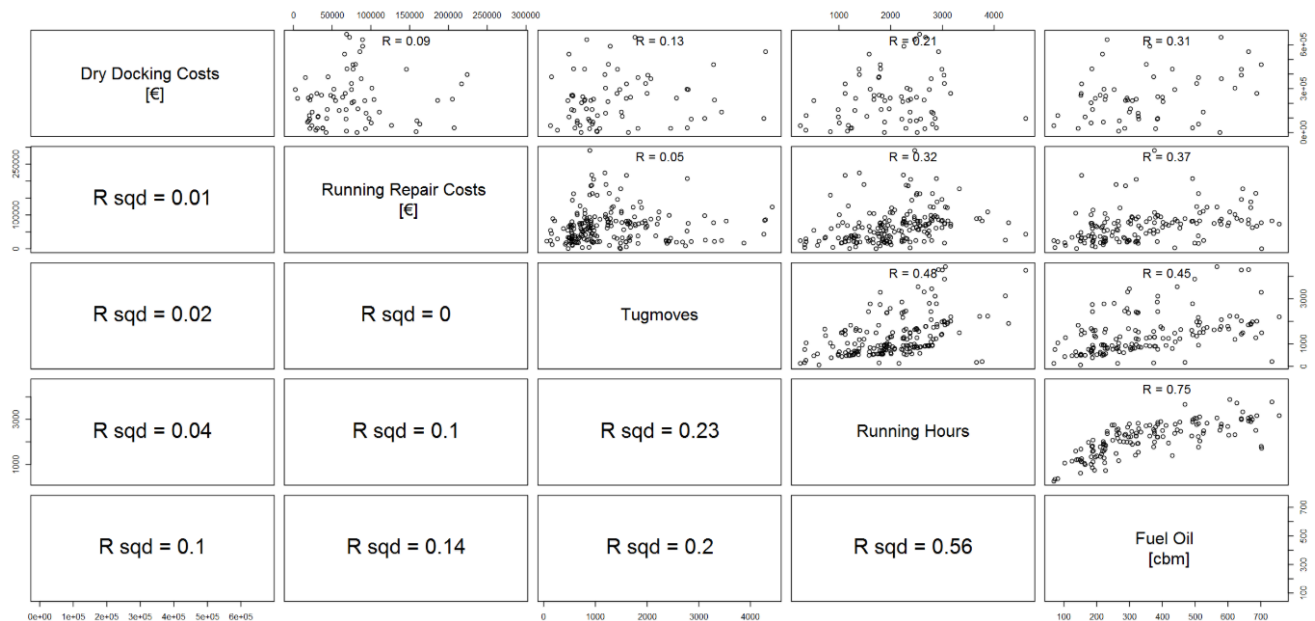 0 50000 100000 150000 200000 250000 300000
1000 2000 3000 4000
Dry Docking Costs
[€]
R = 0.09
R = 0.13
R = 0.21
R = 0.31
0e+00 3e+05 6e+05
0 100000 250000
R sqd = 0.01
Running Repair Costs
[€]
R = 0.05
R = 0.32
R = 0.37
R sqd = 0.02
R sqd = 0
Tugmoves
R = 0.48
R = 0.45
0 1000 3000
1000 3000
R sqd = 0.04
R sqd = 0.1
R sqd = 0.23
Running Hours
R = 0.75
R sqd = 0.1
R sqd = 0.14
R sqd = 0.2
R sqd = 0.56
Fuel Oil
[cbm]
100 300 500 700
0e+00 1e+05 2e+05 3e+05 4e+05 5e+05 6e+05
0 1000 2000 3000 4000
100 200 300 400 500 600 700